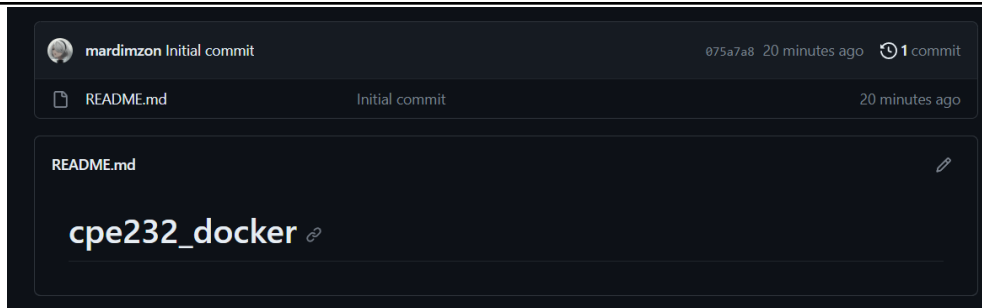 mardimzon Initial commit 075a7a8 20 minutes ago 1 commit
README.md Initial commit 20 minutes ago
README.md
cpe232_docker